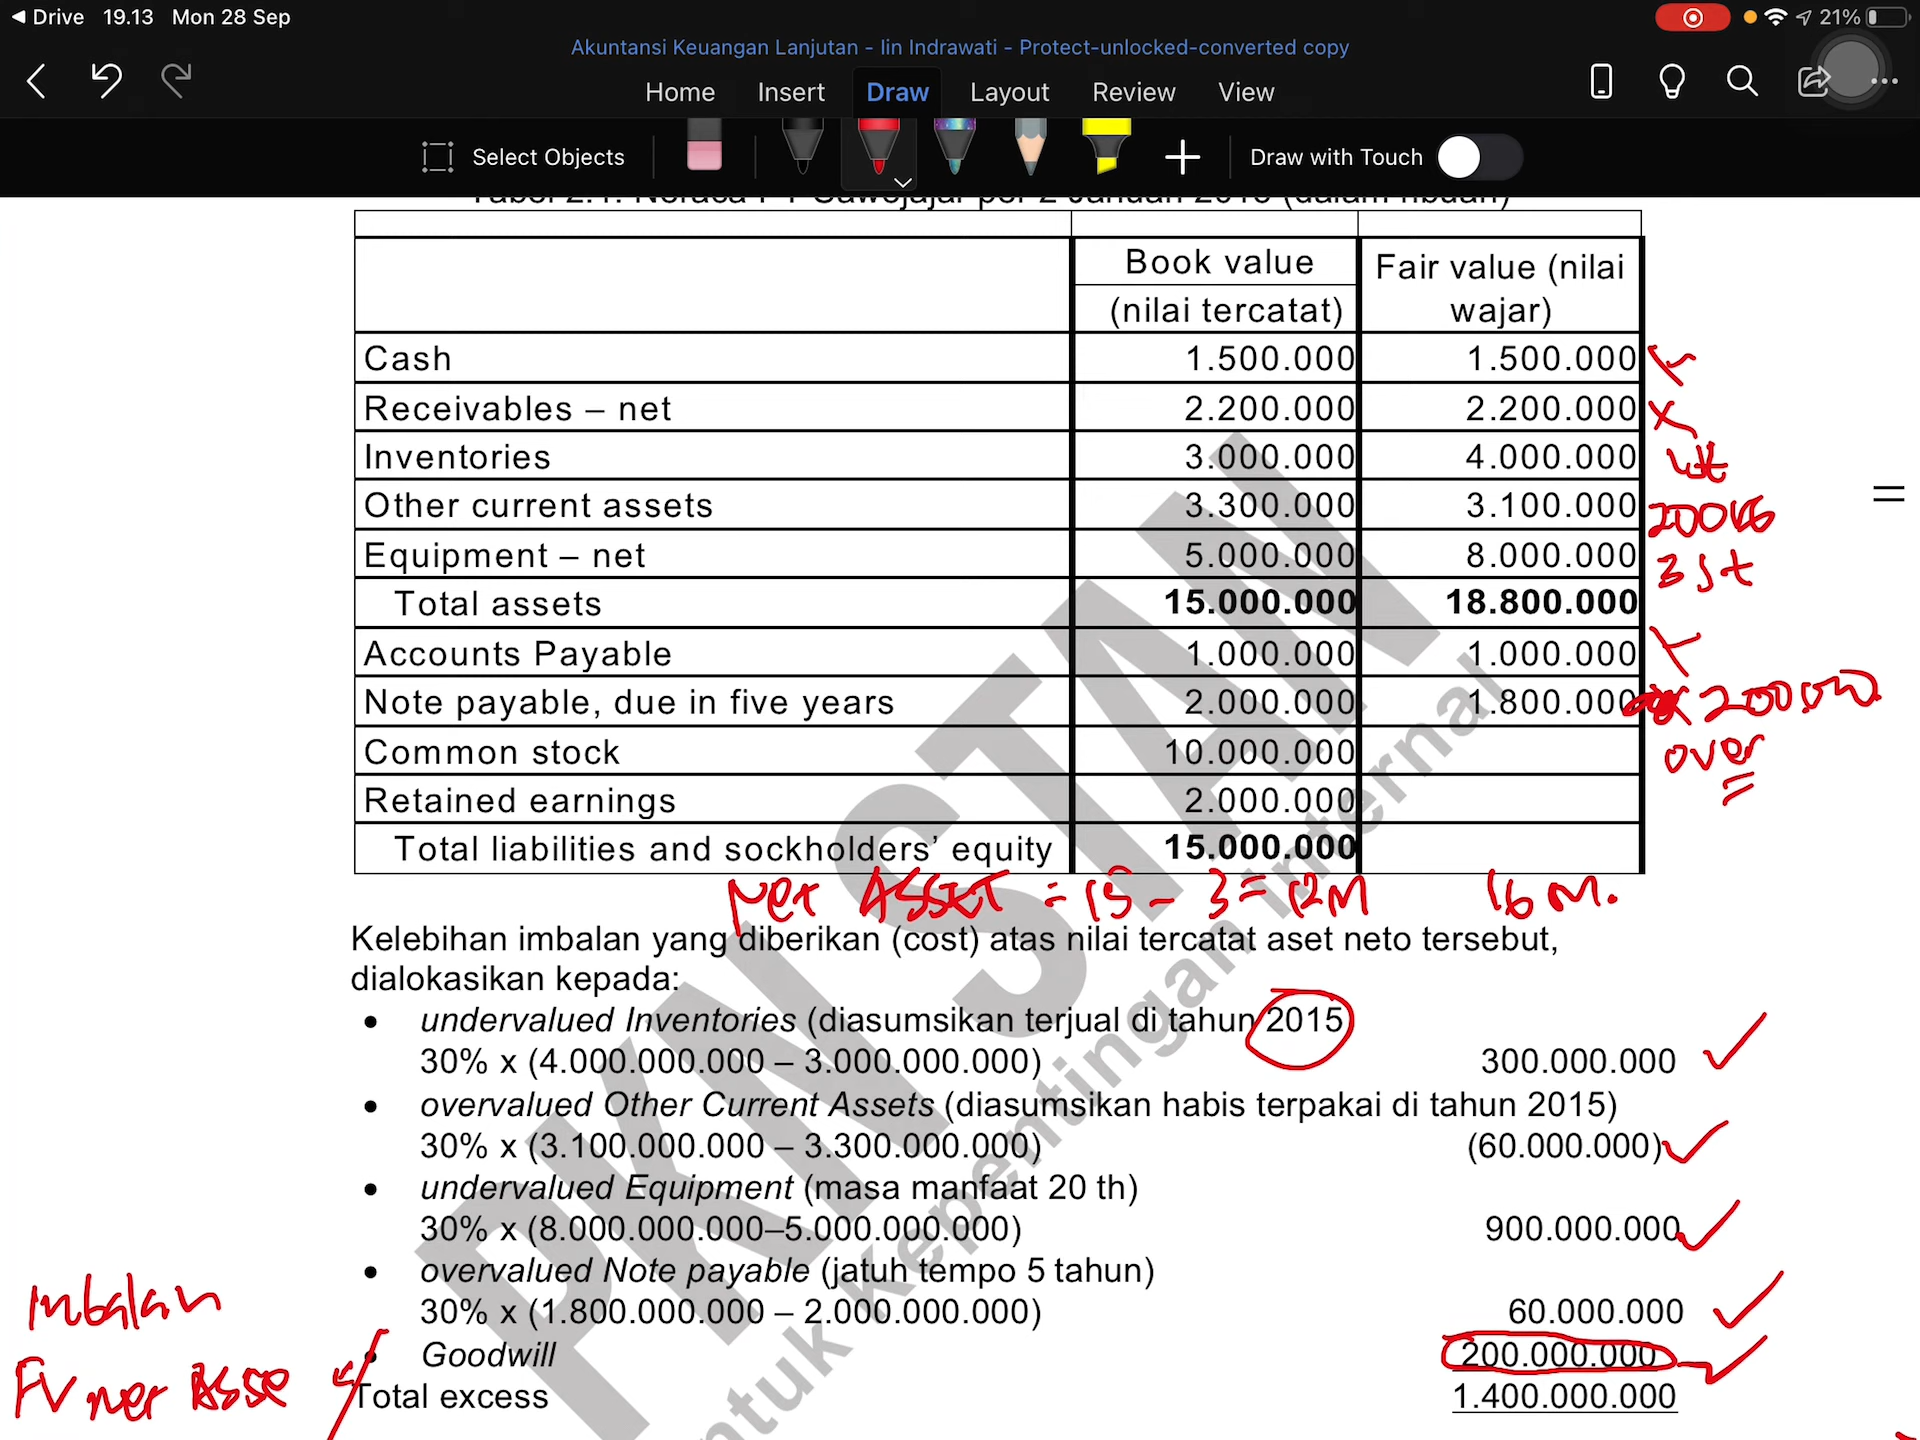 Drive 19.13 Mon 28 Sep 21%
Akuntansi Keuangan Lanjutan - Iin Indrawati - Protect-unlocked-converted copy
Home Insert Draw Layout Review View
Select Objects Draw with Touch
Book value
(nilai tercatat)
Fair value (nilai
wajar)
Cash 1.500.000 1.500.000 x
Receivables – net 2.200.000 2.200.000 x
Inventories 3.000.000 4.000.000
Other current assets 3.300.000 3.100.000
Equipment – net 5.000.000 8.000.000
Total assets 15.000.000 18.800.000
Accounts Payable 1.000.000 1.000.000 x
Note payable, due in five years 2.000.000 1.800.000 200.000
over
Common stock 10.000.000
Retained earnings 2.000.000
Total liabilities and sockholders’ equity 15.000.000
Net ASSET = 15 - 3 = 12M 16 M.
Kelebihan imbalan yang diberikan (cost) atas nilai tercatat aset neto tersebut,
dialokasikan kepada:
• undervalued Inventories (diasumsikan terjual di tahun 2015)
30% x (4.000.000.000 – 3.000.000.000) 300.000.000
• overvalued Other Current Assets (diasumsikan habis terpakai di tahun 2015)
30% x (3.100.000.000 – 3.300.000.000) (60.000.000)
• undervalued Equipment (masa manfaat 20 th)
30% x (8.000.000.000–5.000.000.000) 900.000.000
• overvalued Note payable (jatuh tempo 5 tahun)
30% x (1.800.000.000 – 2.000.000.000) 60.000.000
Imbalan
• Goodwill 200.000.000
FV net Asse
Total excess 1.400.000.000
PKN STAN
untuk Kepentingan Internal